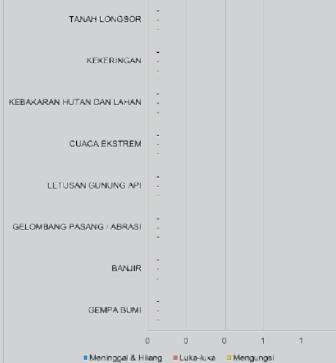 TANAH LONGSOR
-
-
-
KEKERINGAN
-
-
-
KEBAKARAN HUTAN DAN LAHAN
-
-
-
CUACA EKSTREM
-
-
-
LETUSAN GUNUNG API
-
-
-
GELOMBANG PASANG / ABRASI
-
-
-
BANJIR
-
-
-
GEMPA BUMI
-
-
-
0 0 0 1 1
Meninggal & Hilang Luka-luka Mengungsi